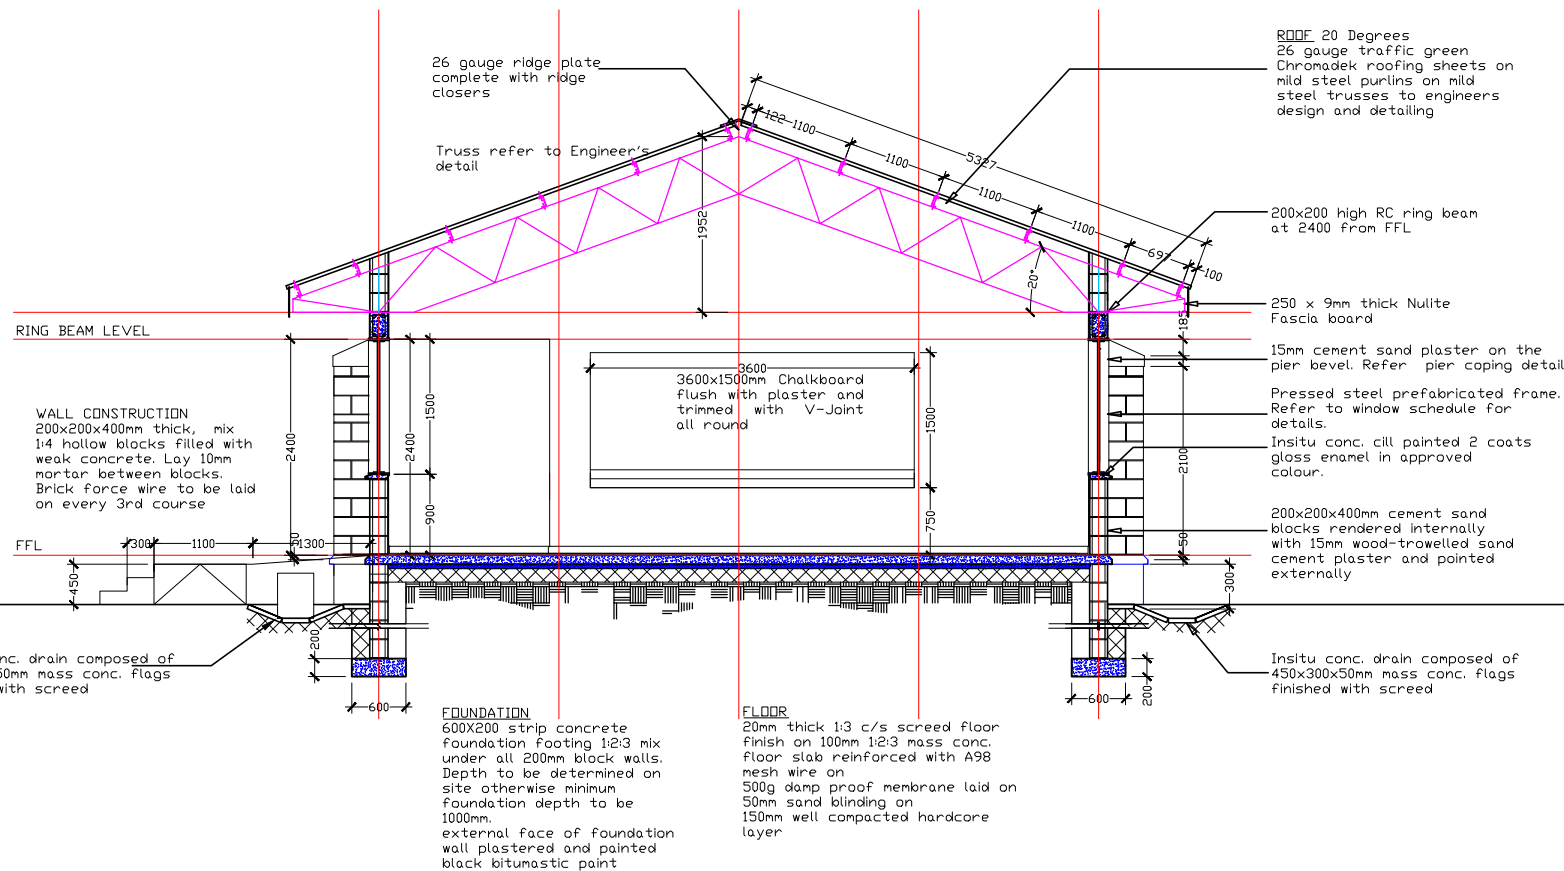 26 gauge ridge plate
complete with ridge
closers
Truss refer to Engineer's
detail
ROOF 20 Degrees
26 gauge traffic green
Chromadek roofing sheets on
mild steel purlins on mild
steel trusses to engineers
design and detailing
122
1100
1100
1100
1100
5327
697
100
1952
20°
200x200 high RC ring beam
at 2400 from FFL
250 x 9mm thick Nulite
Fascia board
RING BEAM LEVEL
185
15mm cement sand plaster on the
pier bevel. Refer pier coping detail
3600
3600x1500mm Chalkboard
flush with plaster and
trimmed with V-Joint
all round
Pressed steel prefabricated frame.
Refer to window schedule for
details.
WALL CONSTRUCTION
200x200x400mm thick, mix
1:4 hollow blocks filled with
weak concrete. Lay 10mm
mortar between blocks.
Brick force wire to be laid
on every 3rd course
2400
2400
1500
900
1500
750
2100
Insitu conc. cill painted 2 coats
gloss enamel in approved
colour.
200x200x400mm cement sand
blocks rendered internally
with 15mm wood-trowelled sand
cement plaster and pointed
externally
FFL
300
1100
1300
50
450
300
200
600
600
200
nc. drain composed of
50mm mass conc. flags
with screed
Insitu conc. drain composed of
450x300x50mm mass conc. flags
finished with screed
FOUNDATION
600X200 strip concrete
foundation footing 1:2:3 mix
under all 200mm block walls.
Depth to be determined on
site otherwise minimum
foundation depth to be
1000mm.
external face of foundation
wall plastered and painted
black bitumastic paint
FLOOR
20mm thick 1:3 c/s screed floor
finish on 100mm 1:2:3 mass conc.
floor slab reinforced with A98
mesh wire on
500g damp proof membrane laid on
50mm sand blinding on
150mm well compacted hardcore
layer